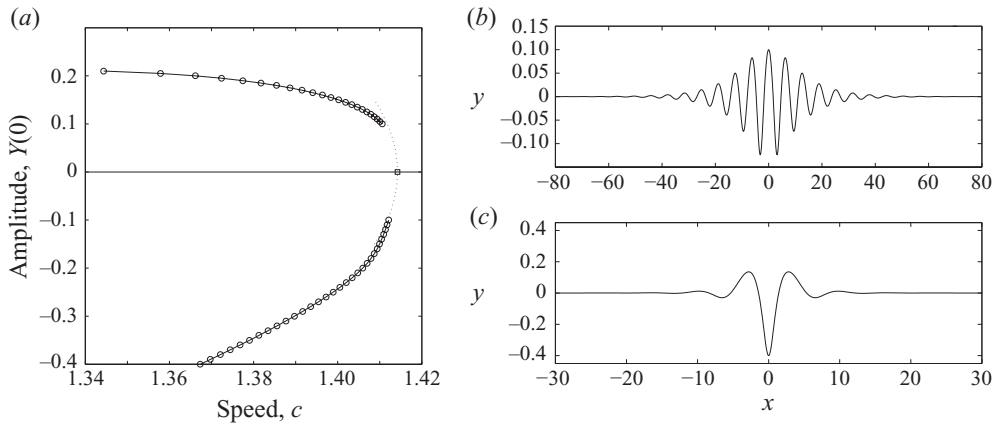 (a)
0.2
0.1
0
–0.1
–0.2
–0.3
–0.4
Amplitude, Y(0)
1.34 1.36 1.38 1.40 1.42
Speed, c
(b)
0.15
0.10
0.05
0
–0.05
–0.10
y
–80 –60 –40 –20 0 20 40 60 80
(c)
0.4
0.2
0
–0.2
–0.4
y
–30 –20 –10 0 10 20 30
x